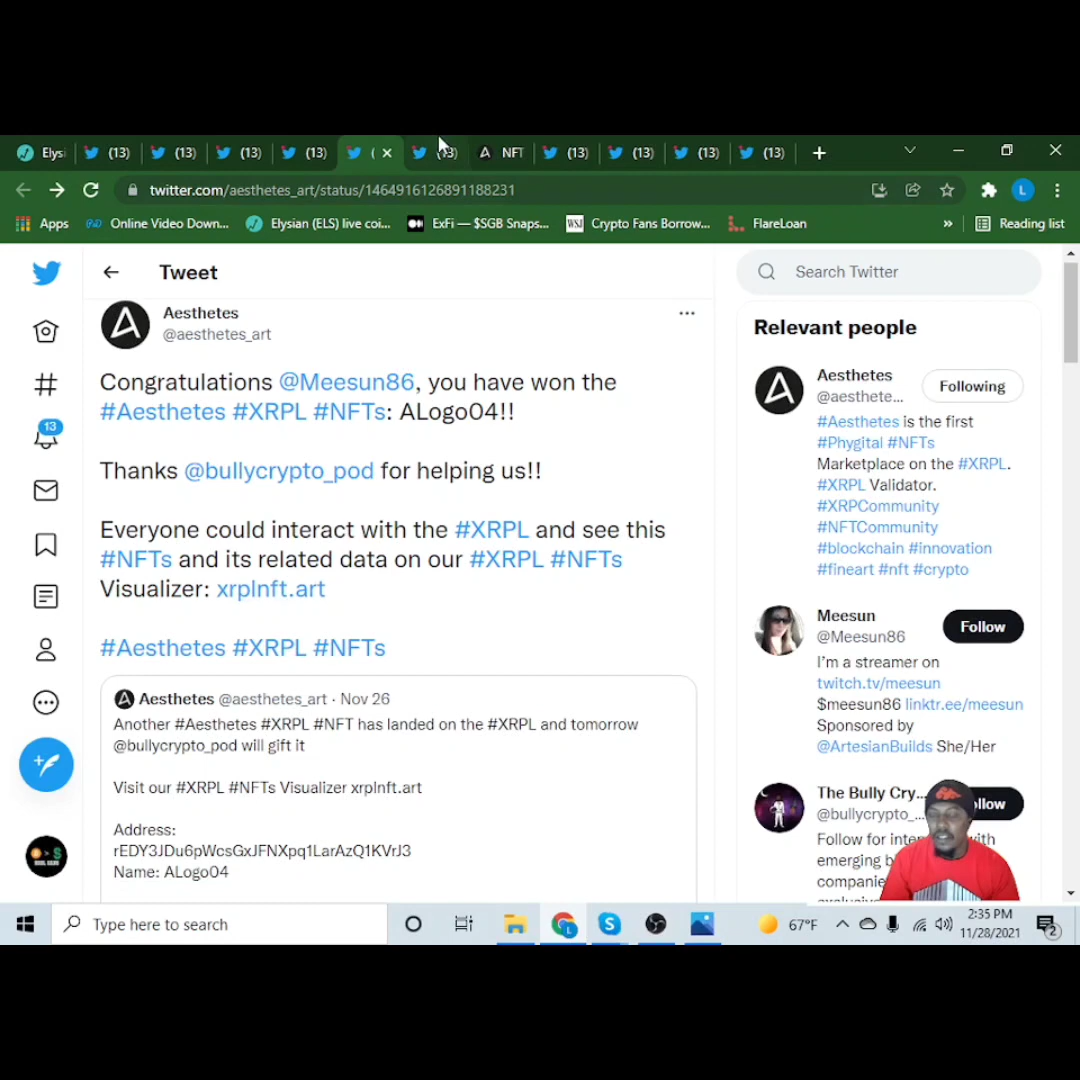 Elysi (13) (13) (13) (13) ( (13) NFT (13) (13) (13) (13)
twitter.com/aesthetes_art/status/1464916126891188231 L
Apps Online Video Down... Elysian (ELS) live coi... ExFi — $SGB Snaps... WSJ Crypto Fans Borrow... FlareLoan » Reading list
Tweet
Search Twitter
Aesthetes
@aesthetes_art
Congratulations @Meesun86, you have won the
#Aesthetes #XRPL #NFTs: ALogo04!!
Thanks @bullycrypto_pod for helping us!!
Everyone could interact with the #XRPL and see this
#NFTs and its related data on our #XRPL #NFTs
Visualizer: xrplnft.art
#Aesthetes #XRPL #NFTs
Aesthetes @aesthetes_art · Nov 26
Another #Aesthetes #XRPL #NFT has landed on the #XRPL and tomorrow
@bullycrypto_pod will gift it
Visit our #XRPL #NFTs Visualizer xrplnft.art
Address:
rEDY3JDu6pWcsGxJFNXpq1LarAzQ1KVrJ3
Name: ALogo04
13
Relevant people
Aesthetes
@aesthete...
Following
#Aesthetes is the first
#Phygital #NFTs
Marketplace on the #XRPL.
#XRPL Validator.
#XRPCommunity
#NFTCommunity
#blockchain #innovation
#fineart #nft #crypto
Meesun
@Meesun86
Follow
I'm a streamer on
twitch.tv/meesun
$meesun86 linktr.ee/meesun
Sponsored by
@ArtesianBuilds She/Her
The Bully Cry...
@bullycrypto_...
llow
Follow for inte with
emerging b
companie
Type here to search
67°F
2:35 PM
11/28/2021
2